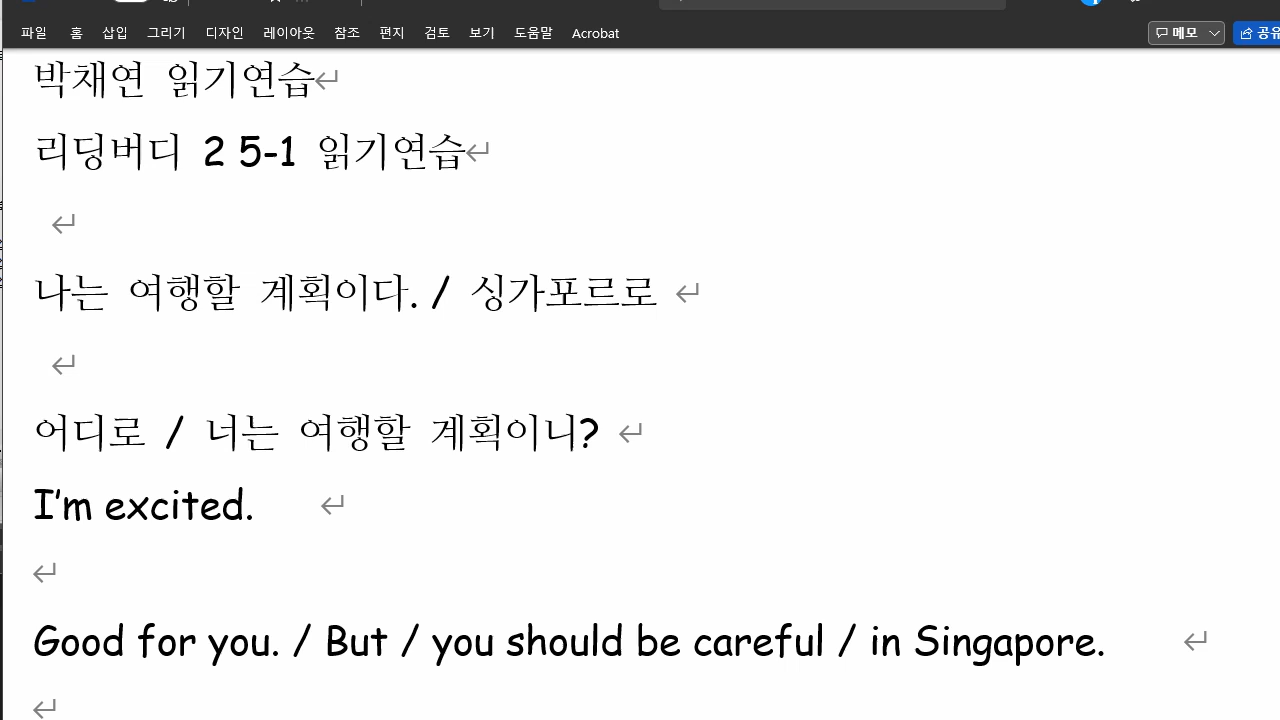 파일 홈 삽입 그리기 디자인 레이아웃 참조 편지 검토 보기 도움말 Acrobat 메모 공유
박채연 읽기연습
리딩버디 2 5-1 읽기연습
나는 여행할 계획이다. / 싱가포르로
어디로 / 너는 여행할 계획이니?
I'm excited.
Good for you. / But / you should be careful / in Singapore.